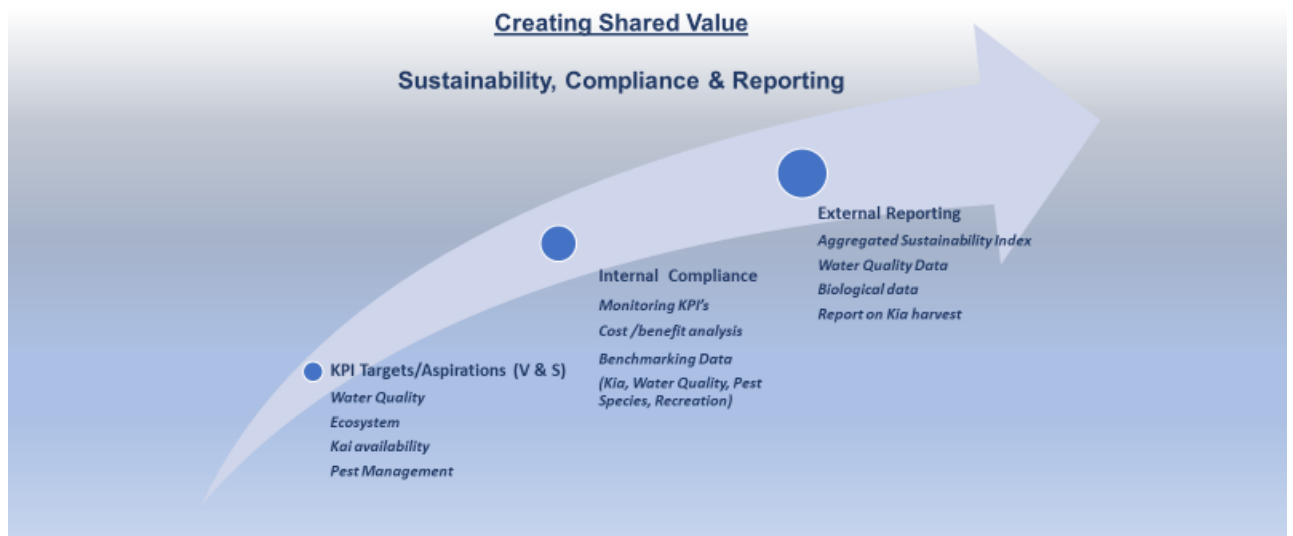 Creating Shared Value
Sustainability, Compliance & Reporting
KPI Targets/Aspirations (V & S)
Water Quality
Ecosystem
Kai availability
Pest Management
Internal Compliance
Monitoring KPI's
Cost /benefit analysis
Benchmarking Data
(Kia, Water Quality, Pest
Species, Recreation)
External Reporting
Aggregated Sustainability Index
Water Quality Data
Biological data
Report on Kia harvest